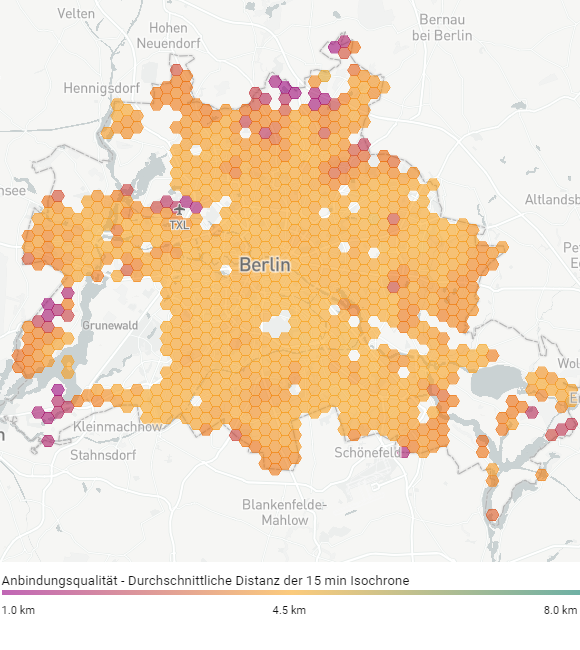 Velten
Bernau
bei Berlin
Hohen
Neuendorf
Hennigsdorf
nsee
Altlandsb
TXL
Pe
E
Berlin
Grunewald
Wol
E
Kleinmachnow
n
Stahnsdorf
Schönefeld
Blankenfelde-
Mahlow
Anbindungsqualität - Durchschnittliche Distanz der 15 min Isochrone
1.0 km
4.5 km
8.0 km